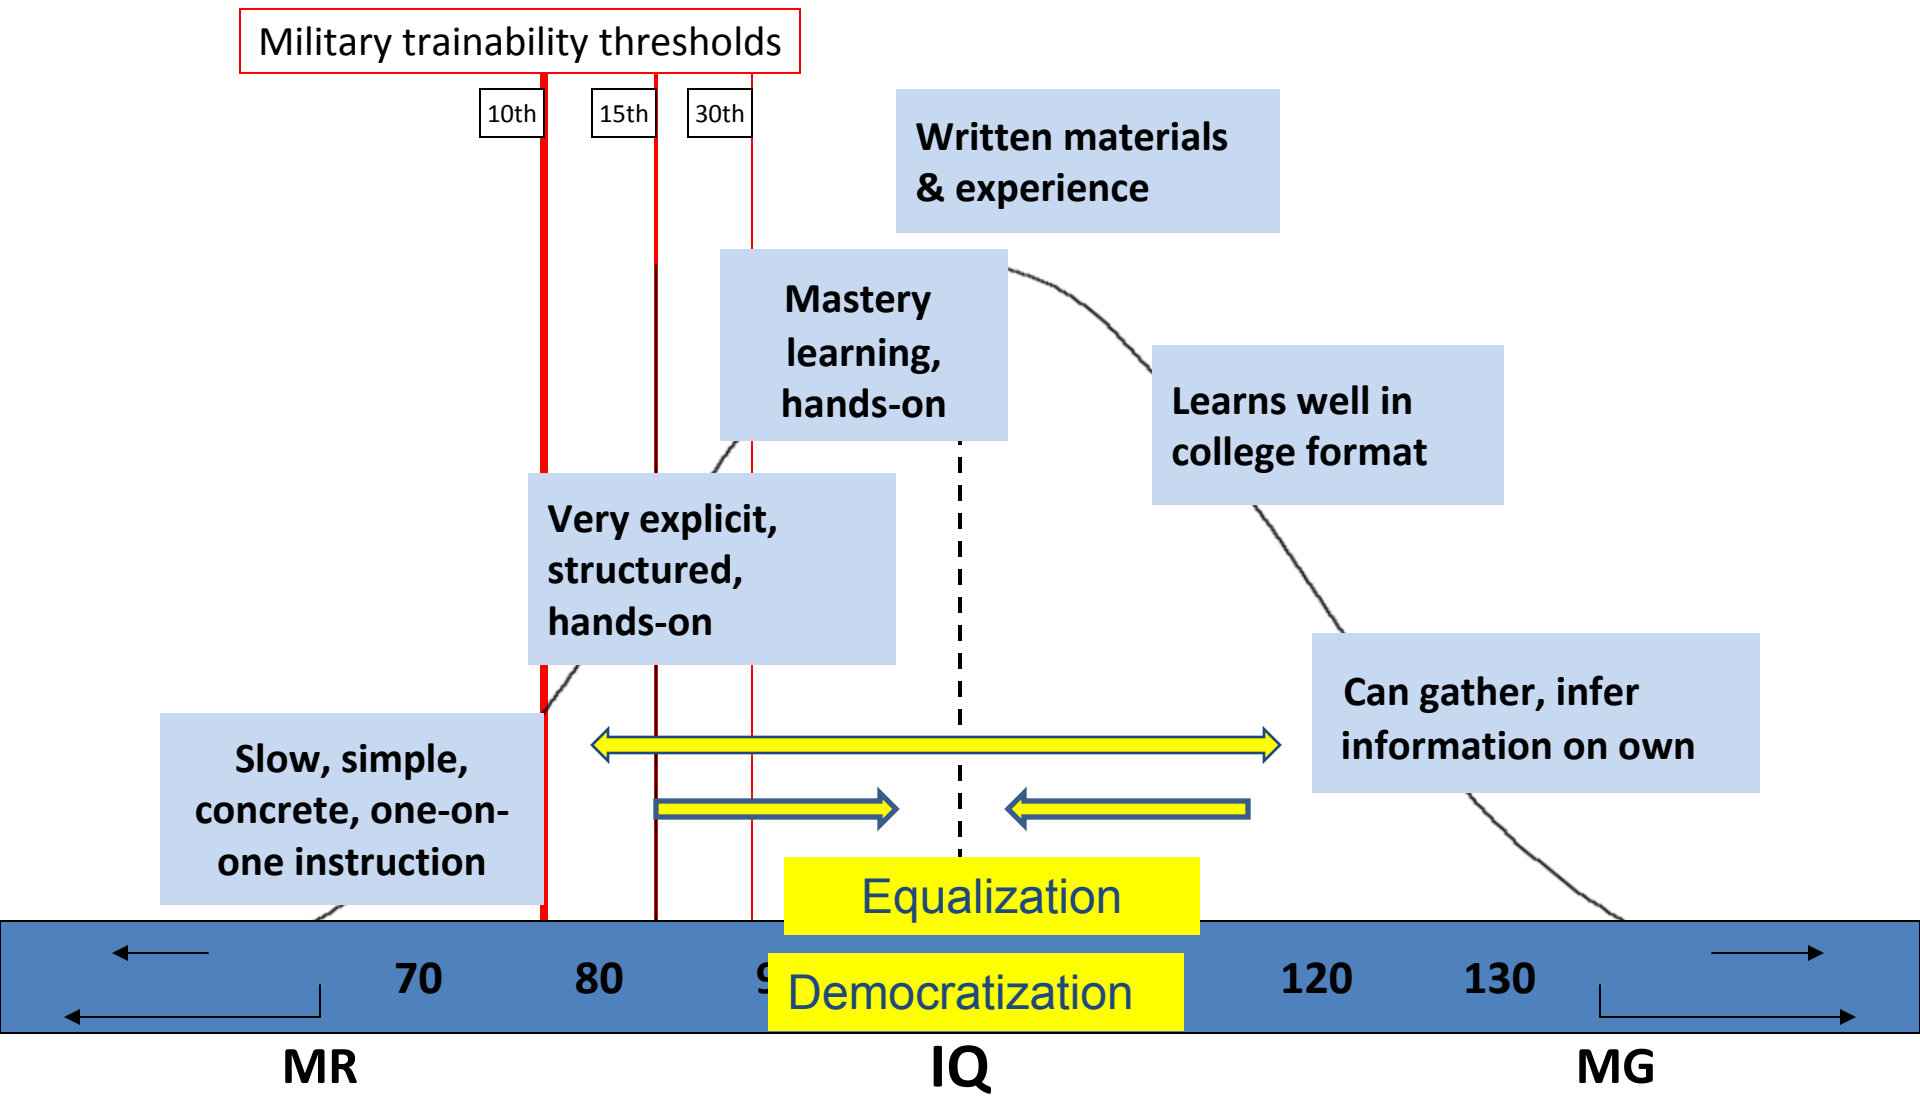 Military trainability thresholds
10th
15th
30th
Written materials
& experience
Mastery
learning,
hands-on
Learns well in
college format
Very explicit,
structured,
hands-on
Can gather, infer
information on own
Slow, simple,
concrete, one-on-
one instruction
Equalization
70
80
9
Democratization
120
130
MR
IQ
MG